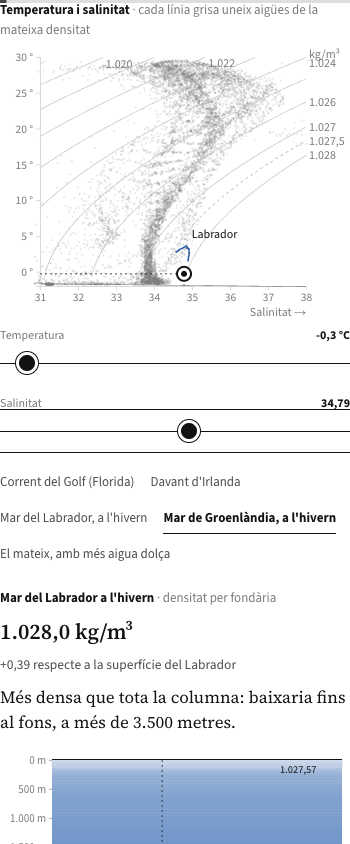 Temperatura i salinitat · cada línia grisa uneix aigües de la
mateixa densitat
kg/m³
30 °
1.020
1.022
1.024
25 °
1.026
20 °
1.027
1.027,5
15 °
1.028
10 °
5 °
Labrador
0 °
31 32 33 34 35 36 37 38
Salinitat →
Temperatura -0,3 °C
Salinitat 34,79
Corrent del Golf (Florida) Davant d'Irlanda
Mar del Labrador, a l'hivern Mar de Groenlàndia, a l'hivern
El mateix, amb més aigua dolça
Mar del Labrador a l'hivern · densitat per fondària
1.028,0 kg/m³
+0,39 respecte a la superfície del Labrador
Més densa que tota la columna: baixaria fins
al fons, a més de 3.500 metres.
0 m
1.027,57
500 m
1.000 m